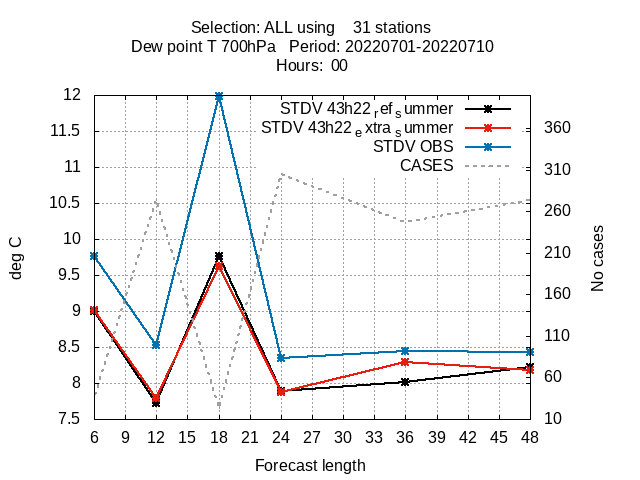 Selection: ALL using    31 stations
Dew point T 700hPa   Period: 20220701-20220710
Hours:  00
STDV 43h22 ref summer
STDV 43h22 extra summer
STDV OBS
CASES
12
11.5
11
10.5
10
9.5
9
8.5
8
7.5
deg C
360
310
260
210
160
110
60
10
No cases
6 9 12 15 18 21 24 27 30 33 36 39 42 45 48
Forecast length